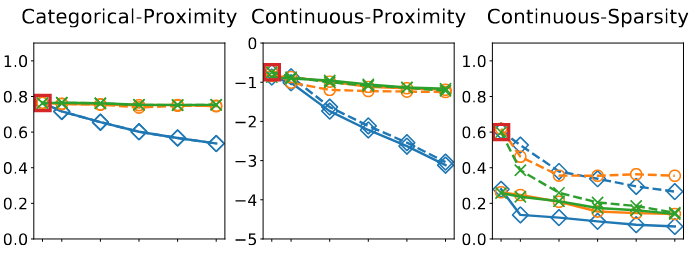 Categorical-Proximity Continuous-Proximity Continuous-Sparsity
1.0 0.8 0.6 0.4 0.2 0.0
0 −1 −2 −3 −4 −5
1.0 0.8 0.6 0.4 0.2 0.0